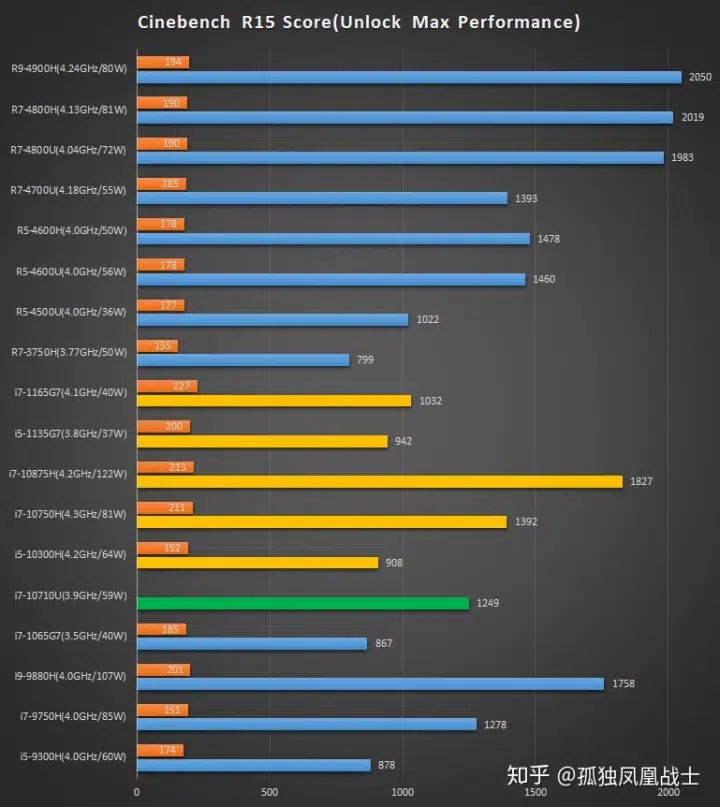 Cinebench R15 Score(Unlock Max Performance)
R9-4900H(4.24GHz/80W) 194 2050
R7-4800H(4.13GHz/81W) 190 2019
R7-4800U(4.04GHz/72W) 190 1983
R7-4700U(4.18GHz/55W) 185 1393
R5-4600H(4.0GHz/50W) 178 1478
R5-4600U(4.0GHz/56W) 178 1460
R5-4500U(4.0GHz/36W) 177 1022
R7-3750H(3.77GHz/50W) 155 799
i7-1165G7(4.1GHz/40W) 227 1032
i5-1135G7(3.8GHz/37W) 200 942
i7-10875H(4.2GHz/122W) 213 1827
i7-10750H(4.3GHz/81W) 211 1392
i5-10300H(4.2GHz/64W) 192 908
i7-10710U(3.9GHz/59W) 1249
i7-1065G7(3.5GHz/40W) 185 867
i9-9880H(4.0GHz/107W) 201 1758
i7-9750H(4.0GHz/85W) 191 1278
i5-9300H(4.0GHz/60W) 174 878
知乎 @孤独凤凰战士
0 500 1000 1500 2000